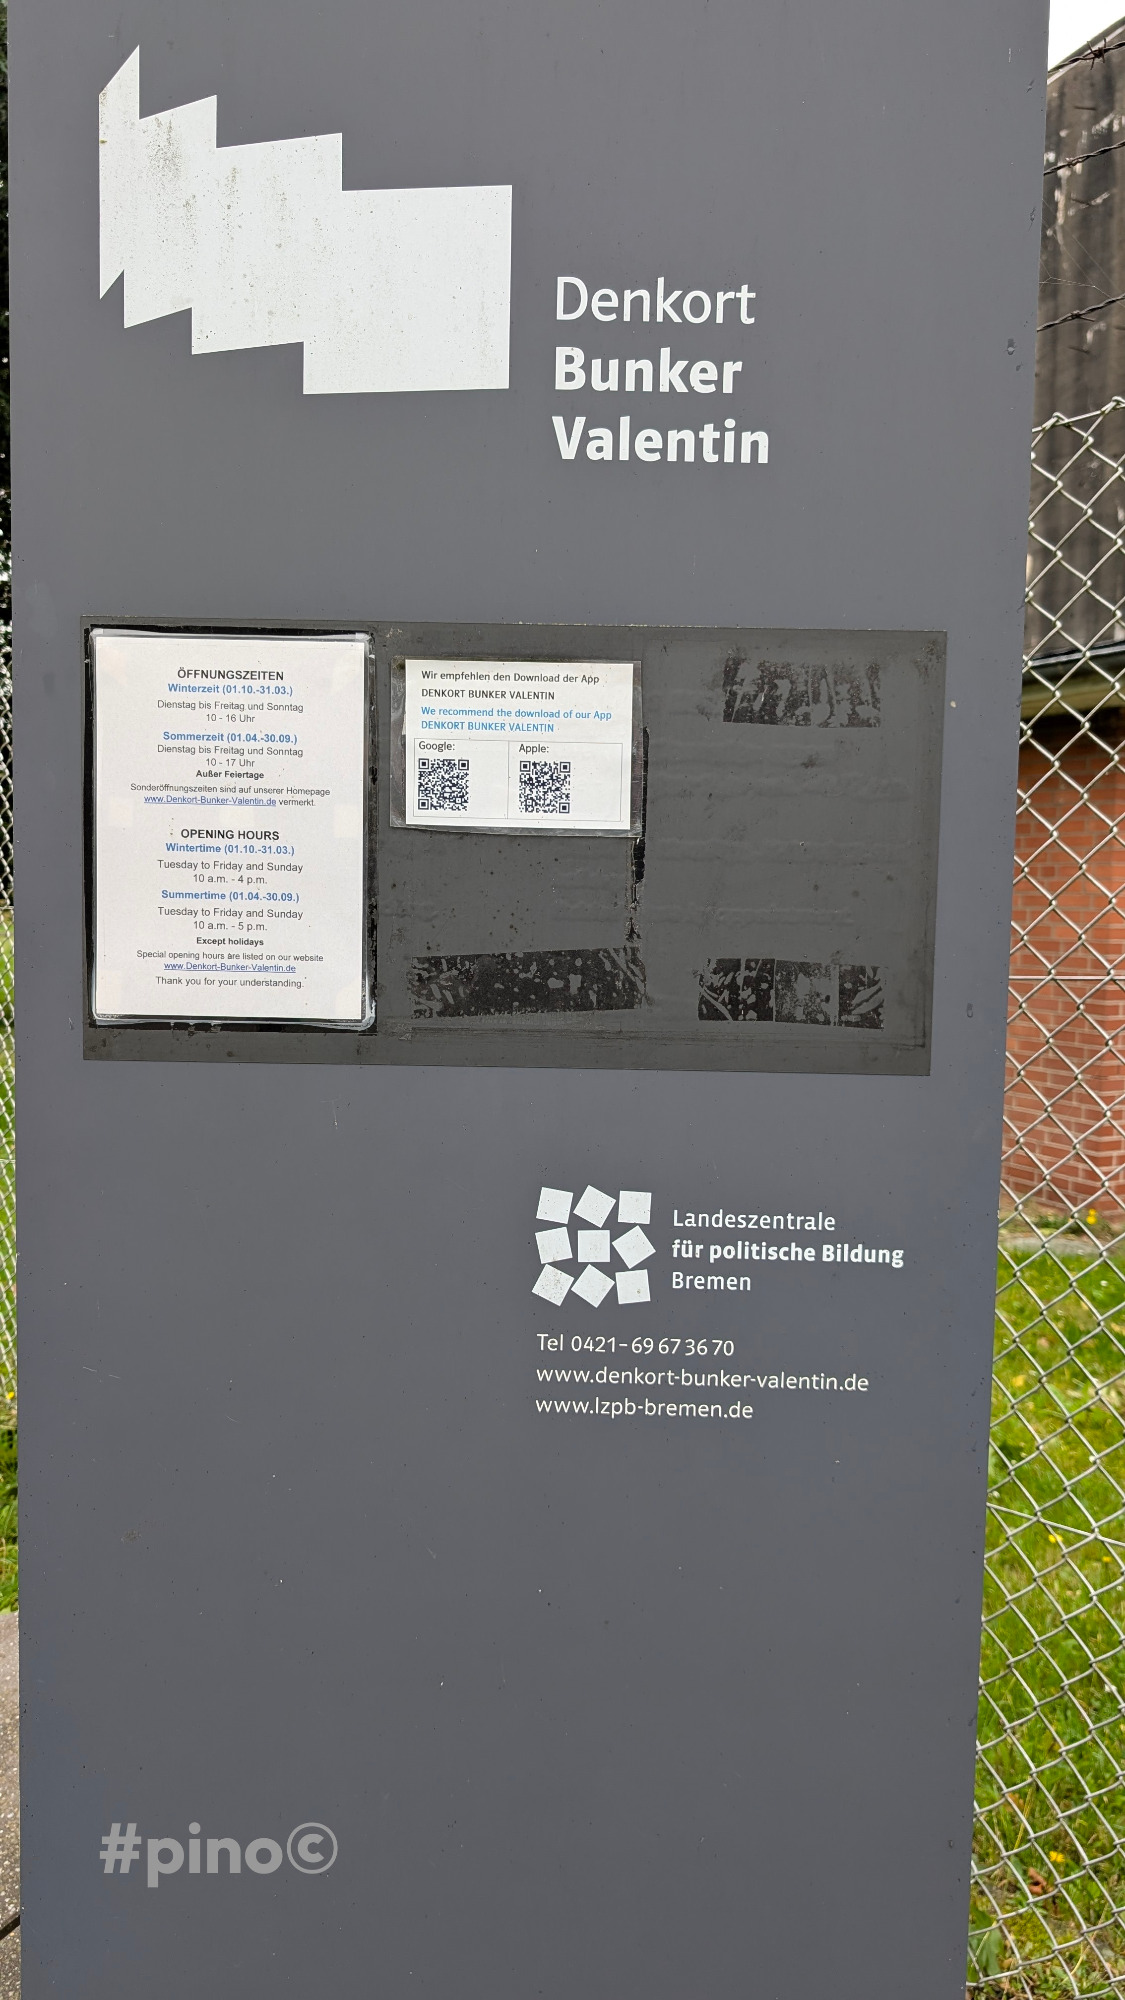 Denkort
Bunker
Valentin
ÖFFNUNGSZEITEN
Winterzeit (01.10.-31.03.)
Dienstag bis Freitag und Sonntag
10 - 16 Uhr
Sommerzeit (01.04.-30.09.)
Dienstag bis Freitag und Sonntag
10 - 17 Uhr
Außer Feiertage
Sonderöffnungszeiten sind auf unserer Homepage
www.Denkort-Bunker-Valentin.de vermerkt.
OPENING HOURS
Wintertime (01.10.-31.03.)
Tuesday to Friday and Sunday
10 a.m. - 4 p.m.
Summertime (01.04.-30.09.)
Tuesday to Friday and Sunday
10 a.m. - 5 p.m.
Except holidays
Special opening hours are listed on our website
www.Denkort-Bunker-Valentin.de
Thank you for your understanding.
Wir empfehlen den Download der App
DENKORT BUNKER VALENTIN
We recommend the download of our App
DENKORT BUNKER VALENTIN
Google: Apple:
Landeszentrale
für politische Bildung
Bremen
Tel 0421-69 67 36 70
www.denkort-bunker-valentin.de
www.lzpb-bremen.de
#pino©